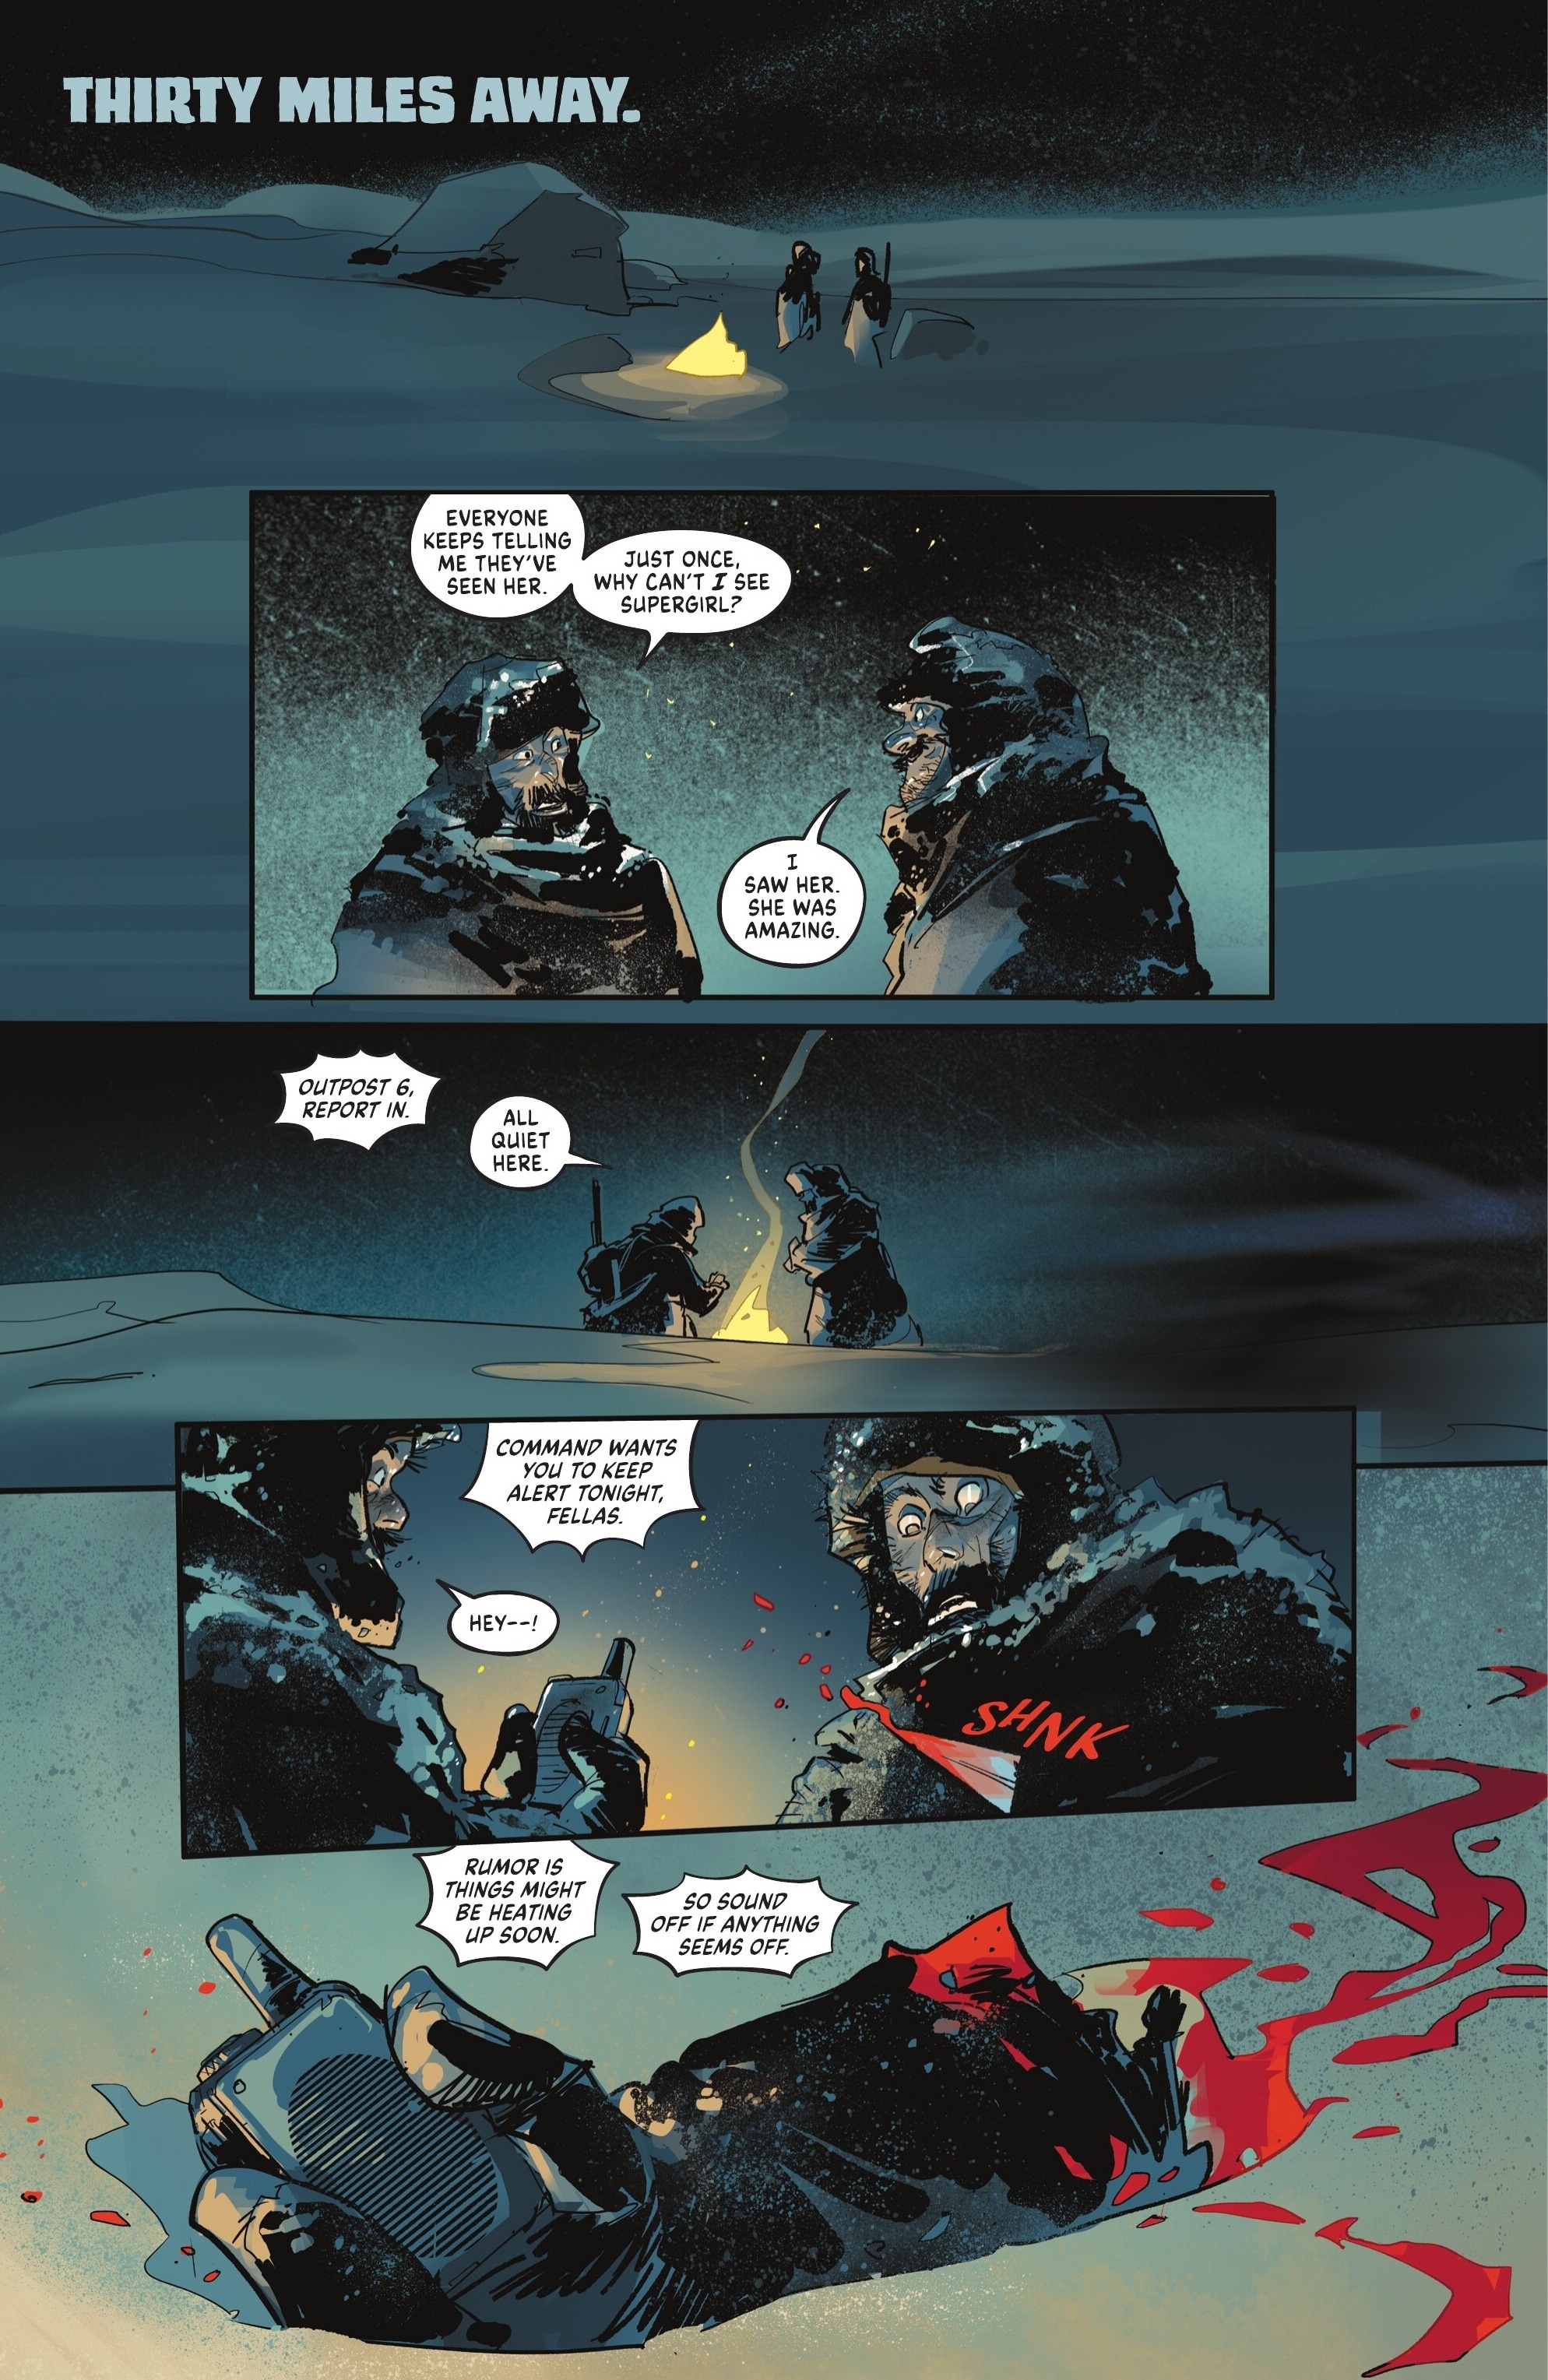 THIRTY MILES AWAY.
EVERYONE
KEEPS TELLING
ME THEY'VE
SEEN HER.
JUST ONCE,
WHY CAN'T I SEE
SUPERGIRL?
I
SAW HER.
SHE WAS
AMAZING.
OUTPOST 6,
REPORT IN.
ALL
QUIET
HERE.
COMMAND WANTS
YOU TO KEEP
ALERT TONIGHT,
FELLAS.
HEY--!
SHNK
RUMOR IS
THINGS MIGHT
BE HEATING
UP SOON.
SO SOUND
OFF IF ANYTHING
SEEMS OFF.